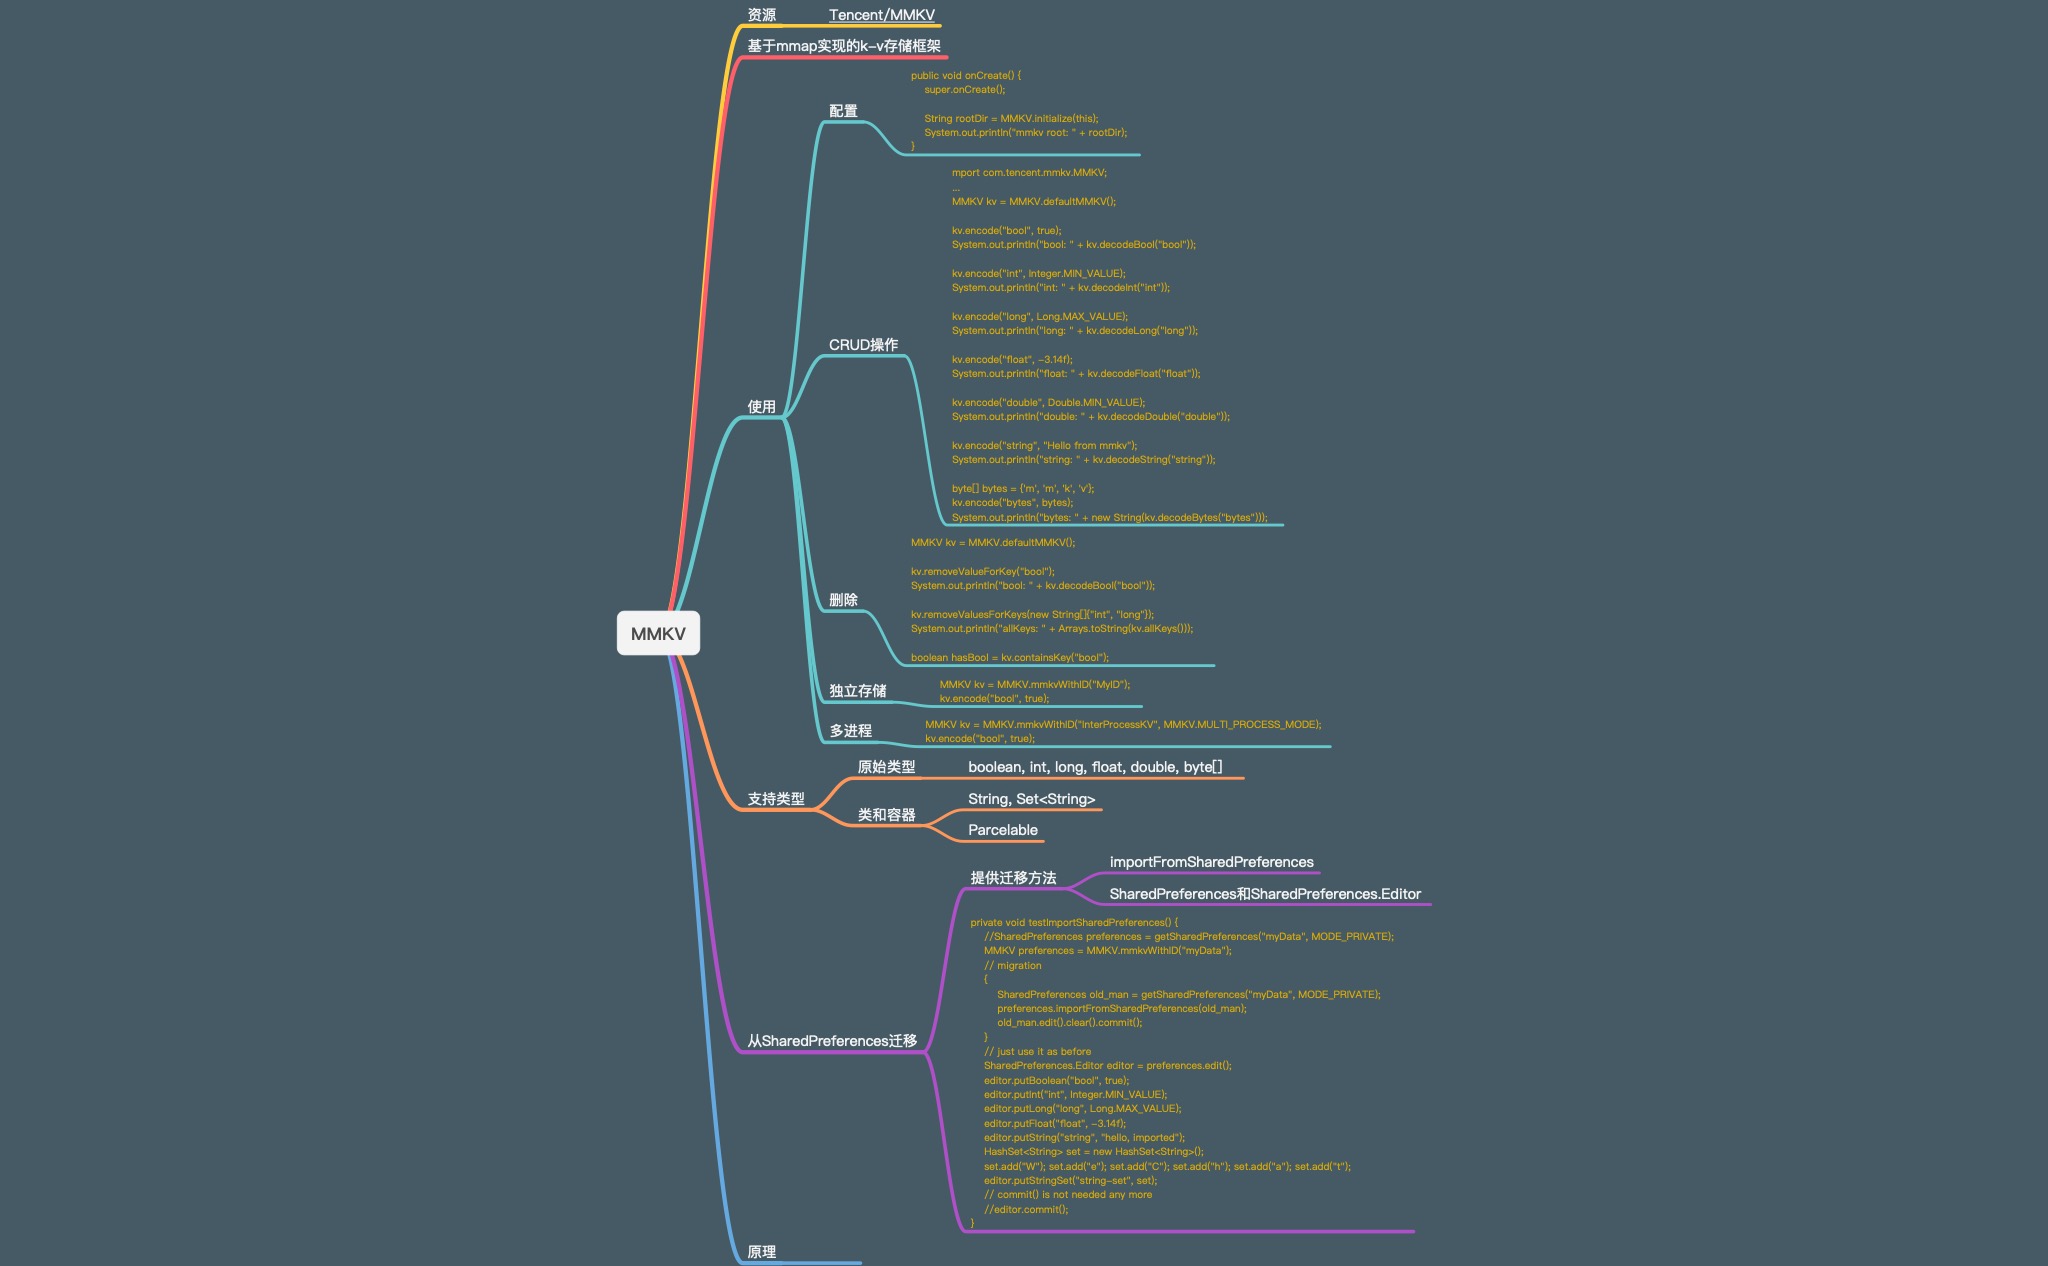 资源
Tencent/MMKV
基于mmap实现的k-v存储框架
MMKV
使用
配置
public void onCreate() {
super.onCreate();
String rootDir = MMKV.initialize(this);
System.out.println("mmkv root: " + rootDir);
}
CRUD操作
mport com.tencent.mmkv.MMKV;
...
MMKV kv = MMKV.defaultMMKV();
kv.encode("bool", true);
System.out.println("bool: " + kv.decodeBool("bool"));
kv.encode("int", Integer.MIN_VALUE);
System.out.println("int: " + kv.decodeInt("int"));
kv.encode("long", Long.MAX_VALUE);
System.out.println("long: " + kv.decodeLong("long"));
kv.encode("float", -3.14f);
System.out.println("float: " + kv.decodeFloat("float"));
kv.encode("double", Double.MIN_VALUE);
System.out.println("double: " + kv.decodeDouble("double"));
kv.encode("string", "Hello from mmkv");
System.out.println("string: " + kv.decodeString("string"));
byte[] bytes = {'m', 'm', 'k', 'v'};
kv.encode("bytes", bytes);
System.out.println("bytes: " + new String(kv.decodeBytes("bytes")));
删除
MMKV kv = MMKV.defaultMMKV();
kv.removeValueForKey("bool");
System.out.println("bool: " + kv.decodeBool("bool"));
kv.removeValuesForKeys(new String[]{"int", "long"});
System.out.println("allKeys: " + Arrays.toString(kv.allKeys()));
boolean hasBool = kv.containsKey("bool");
独立存储
MMKV kv = MMKV.mmkvWithID("MyID");
kv.encode("bool", true);
多进程
MMKV kv = MMKV.mmkvWithID("InterProcessKV", MMKV.MULTI_PROCESS_MODE);
kv.encode("bool", true);
支持类型
原始类型
boolean, int, long, float, double, byte[]
类和容器
String, Set<String>
Parcelable
从SharedPreferences迁移
提供迁移方法
importFromSharedPreferences
SharedPreferences和SharedPreferences.Editor
private void testImportSharedPreferences() {
//SharedPreferences preferences = getSharedPreferences("myData", MODE_PRIVATE);
MMKV preferences = MMKV.mmkvWithID("myData");
// migration
{
SharedPreferences old_man = getSharedPreferences("myData", MODE_PRIVATE);
preferences.importFromSharedPreferences(old_man);
old_man.edit().clear().commit();
}
// just use it as before
SharedPreferences.Editor editor = preferences.edit();
editor.putBoolean("bool", true);
editor.putInt("int", Integer.MIN_VALUE);
editor.putLong("long", Long.MAX_VALUE);
editor.putFloat("float", -3.14f);
editor.putString("string", "hello, imported");
HashSet<String> set = new HashSet<String>();
set.add("W"); set.add("e"); set.add("C"); set.add("h"); set.add("a"); set.add("t");
editor.putStringSet("string-set", set);
// commit() is not needed any more
//editor.commit();
}
原理